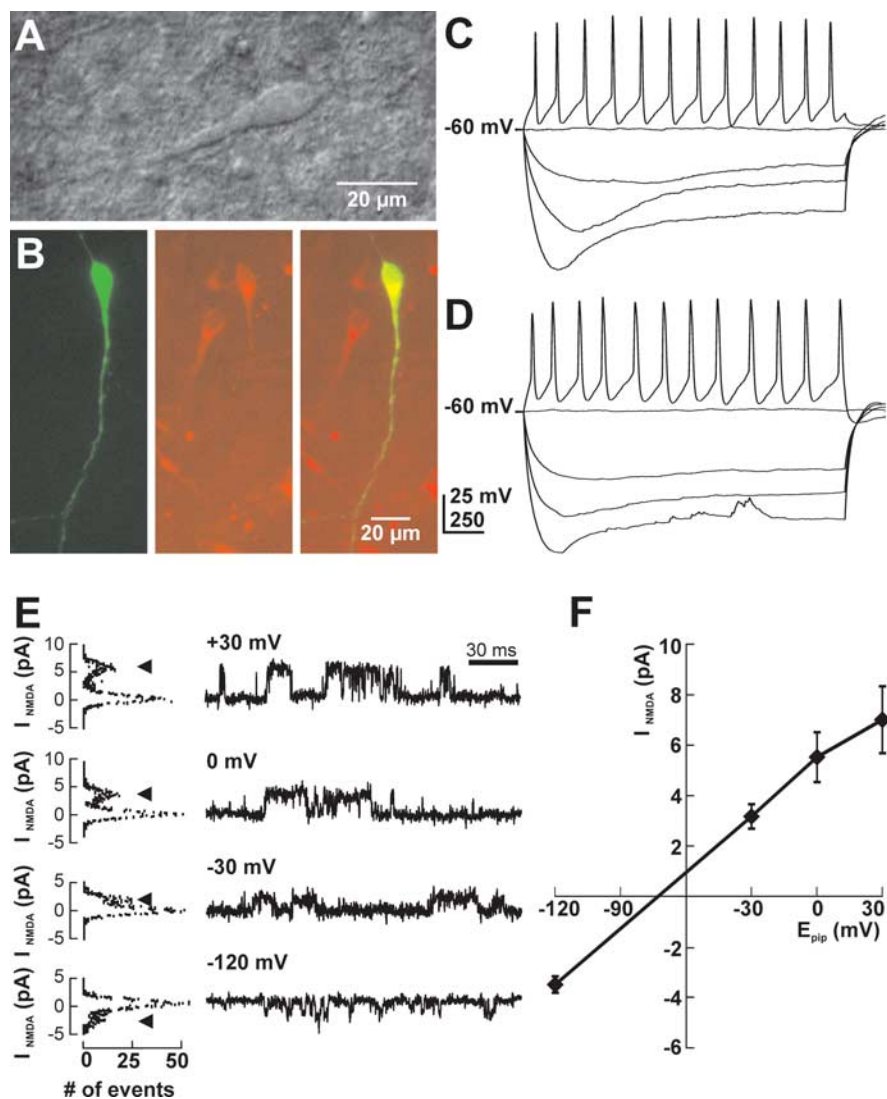 A
20 µm
B
20 µm
C
-60 mV
D
-60 mV
25 mV
250
E
I NMDA (pA)
10
5
0
-5
+30 mV
30 ms
I NMDA (pA)
10
5
0
-5
0 mV
I NMDA (pA)
5
0
-5
-30 mV
I NMDA (pA)
5
0
5
-120 mV
0 25 50
# of events
F
I NMDA (pA)
10
8
6
4
2
-2
-4
-6
-120 -90 -30 0 30
E pip (mV)